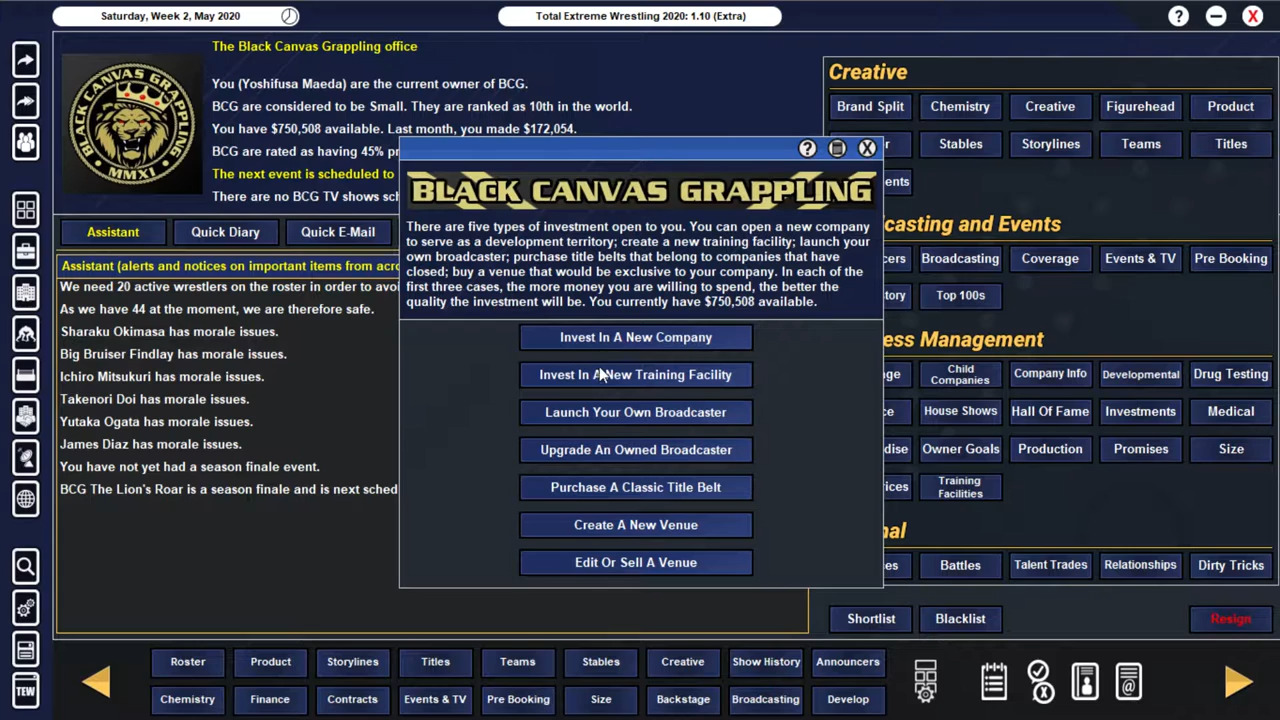 Saturday, Week 2, May 2020
Total Extreme Wrestling 2020: 1.10 (Extra)
The Black Canvas Grappling office
BLACK CANVAS GRAPPLING
MMXI
You (Yoshifusa Maeda) are the current owner of BCG.
BCG are considered to be Small. They are ranked as 10th in the world.
You have $750,508 available. Last month, you made $172,054.
BCG are rated as having 45% pr
The next event is scheduled to
There are no BCG TV shows sch
Assistant
Quick Diary
Quick E-Mail
Assistant (alerts and notices on important items from acro
We need 20 active wrestlers on the roster in order to avoi
As we have 44 at the moment, we are therefore safe.
Sharaku Okimasa has morale issues.
Big Bruiser Findlay has morale issues.
Ichiro Mitsukuri has morale issues.
Takenori Doi has morale issues.
Yutaka Ogata has morale issues.
James Diaz has morale issues.
You have not yet had a season finale event.
BCG The Lion's Roar is a season finale and is next sched
BLACK CANVAS GRAPPLING
There are five types of investment open to you. You can open a new company
to serve as a development territory; create a new training facility; launch your
own broadcaster; purchase title belts that belong to companies that have
closed; buy a venue that would be exclusive to your company. In each of the
first three cases, the more money you are willing to spend, the better the
quality the investment will be. You currently have $750,508 available.
Invest In A New Company
Invest In A New Training Facility
Launch Your Own Broadcaster
Upgrade An Owned Broadcaster
Purchase A Classic Title Belt
Create A New Venue
Edit Or Sell A Venue
Creative
Brand Split
Chemistry
Creative
Figurehead
Product
Stables
Storylines
Teams
Titles
ents
casting and Events
cers
Broadcasting
Coverage
Events & TV
Pre Booking
tory
Top 100s
ess Management
ge
Child Companies
Company Info
Developmental
Drug Testing
ce
House Shows
Hall Of Fame
Investments
Medical
dise
Owner Goals
Production
Promises
Size
ices
Training Facilities
nal
es
Battles
Talent Trades
Relationships
Dirty Tricks
Shortlist
Blacklist
Resign
Roster
Product
Storylines
Titles
Teams
Stables
Creative
Show History
Announcers
Chemistry
Finance
Contracts
Events & TV
Pre Booking
Size
Backstage
Broadcasting
Develop
TEW